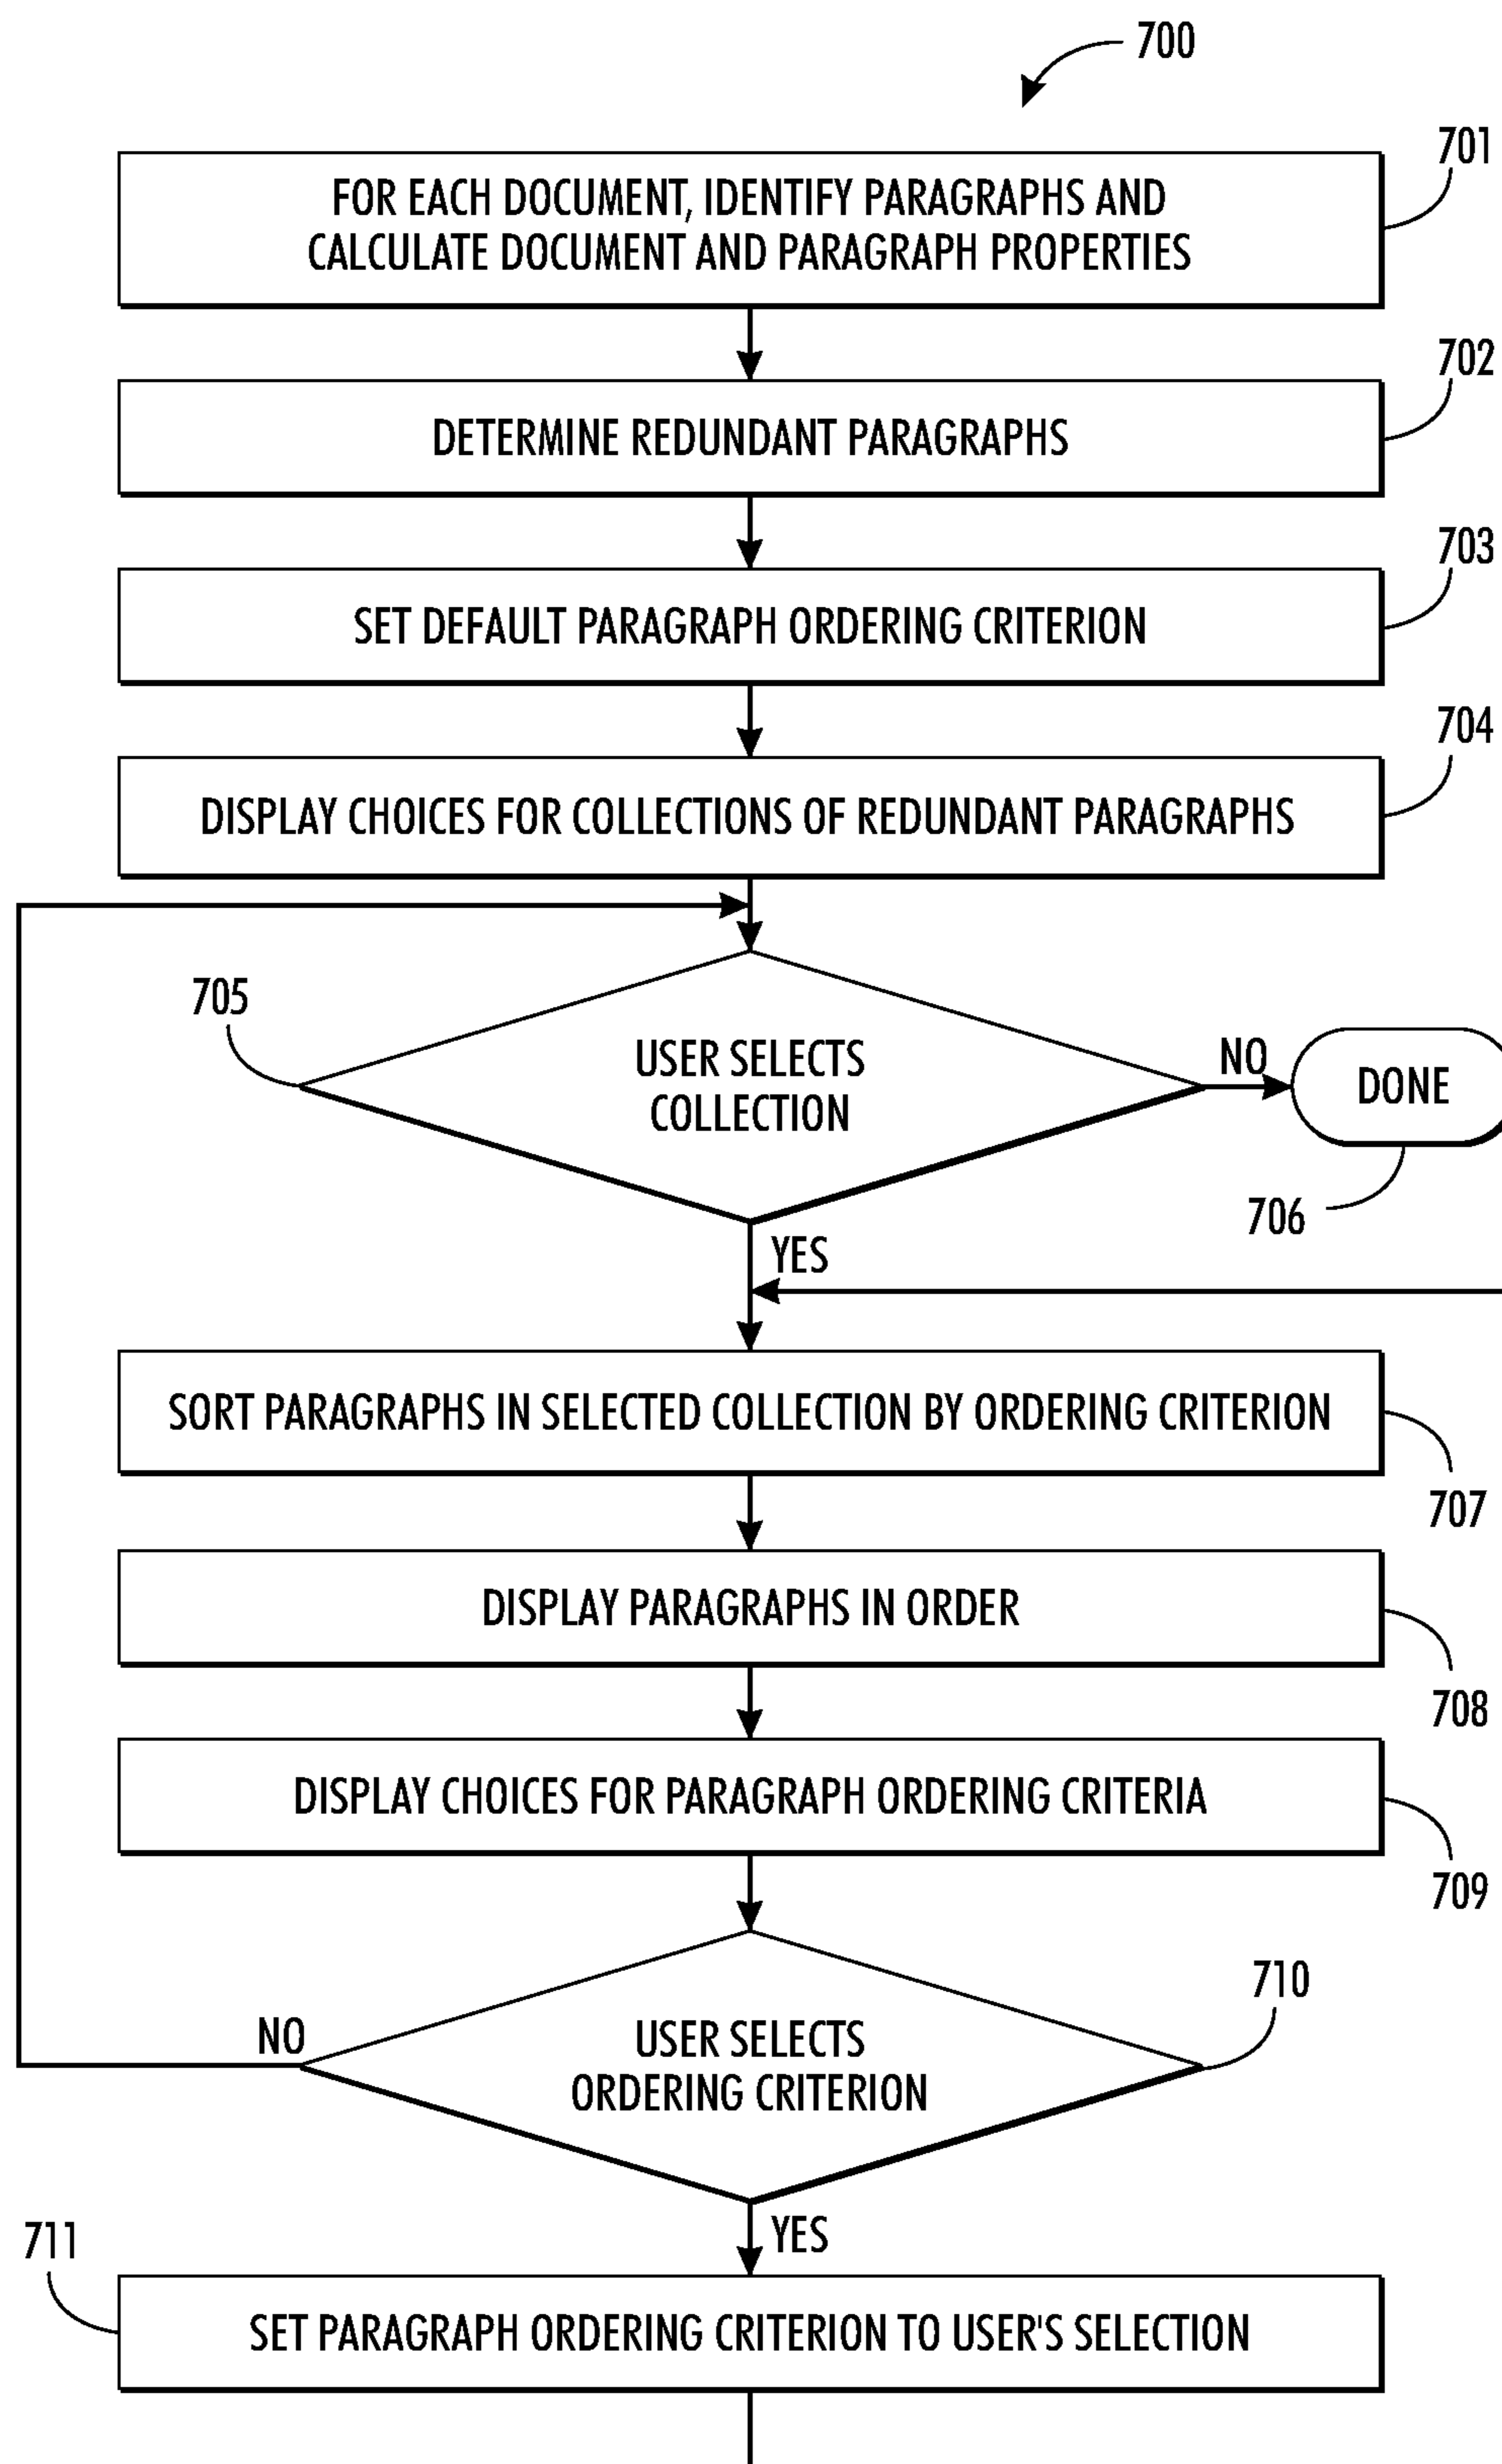 700
701
FOR EACH DOCUMENT, IDENTIFY PARAGRAPHS AND
CALCULATE DOCUMENT AND PARAGRAPH PROPERTIES
702
DETERMINE REDUNDANT PARAGRAPHS
703
SET DEFAULT PARAGRAPH ORDERING CRITERION
704
DISPLAY CHOICES FOR COLLECTIONS OF REDUNDANT PARAGRAPHS
705
USER SELECTS
COLLECTION
NO
DONE
706
YES
SORT PARAGRAPHS IN SELECTED COLLECTION BY ORDERING CRITERION
707
DISPLAY PARAGRAPHS IN ORDER
708
DISPLAY CHOICES FOR PARAGRAPH ORDERING CRITERIA
709
710
NO
USER SELECTS
ORDERING CRITERION
YES
711
SET PARAGRAPH ORDERING CRITERION TO USER'S SELECTION